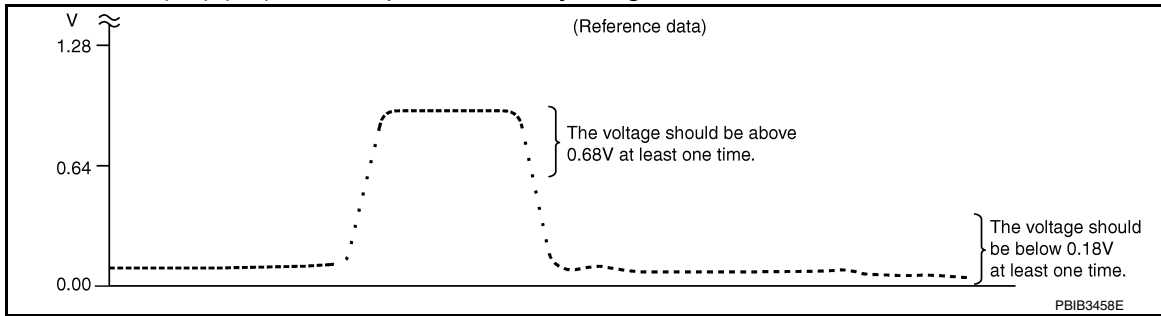 V
(Reference data)
1.28
The voltage should be above
0.68V at least one time.
0.64
The voltage should
be below 0.18V
at least one time.
0.00
PBIB3458E